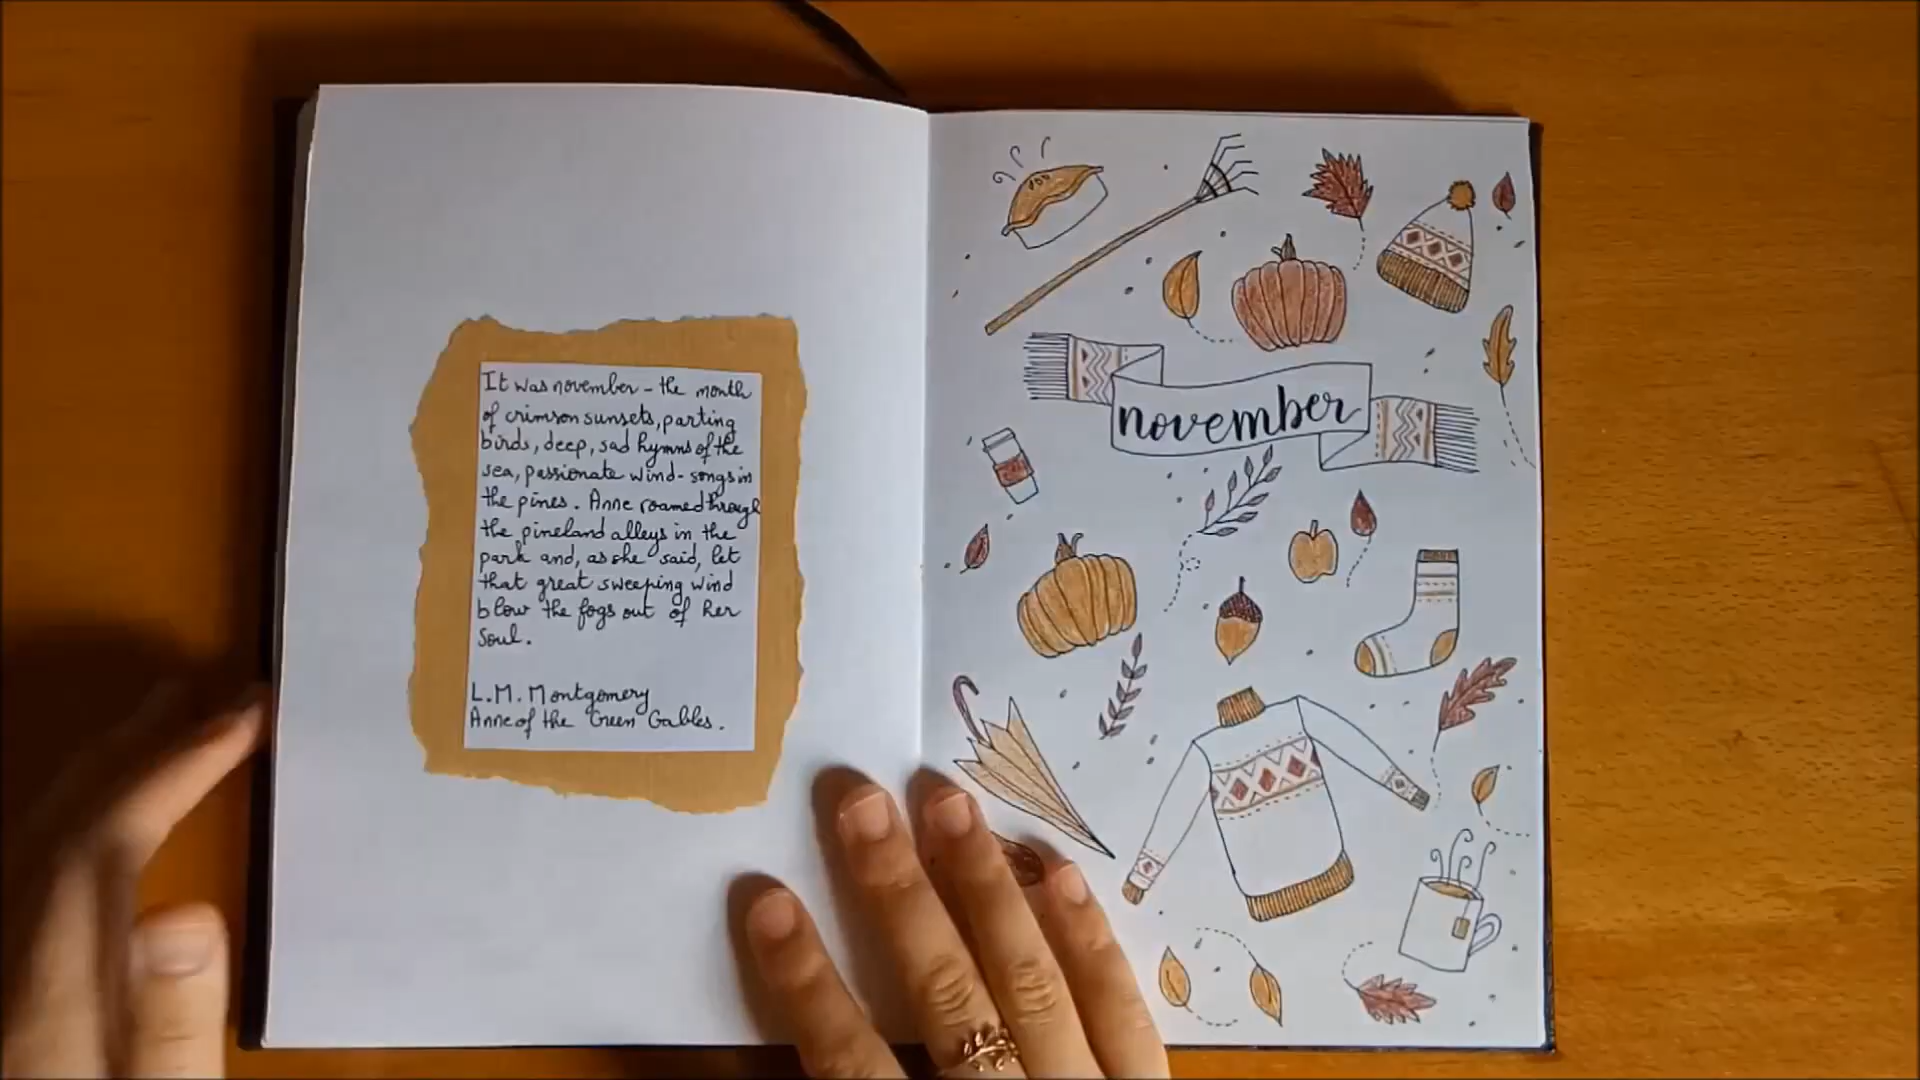 It was november - the month
of crimson sunsets, parting
birds, deep, sad hymns of the
sea, passionate wind-songs in
the pines. Anne roamed through
the pineland alleys in the
park and, as she said, let
that great sweeping wind
blow the fogs out of her
soul.
L.M. Montgomery
Anne of the Green Gables.
november